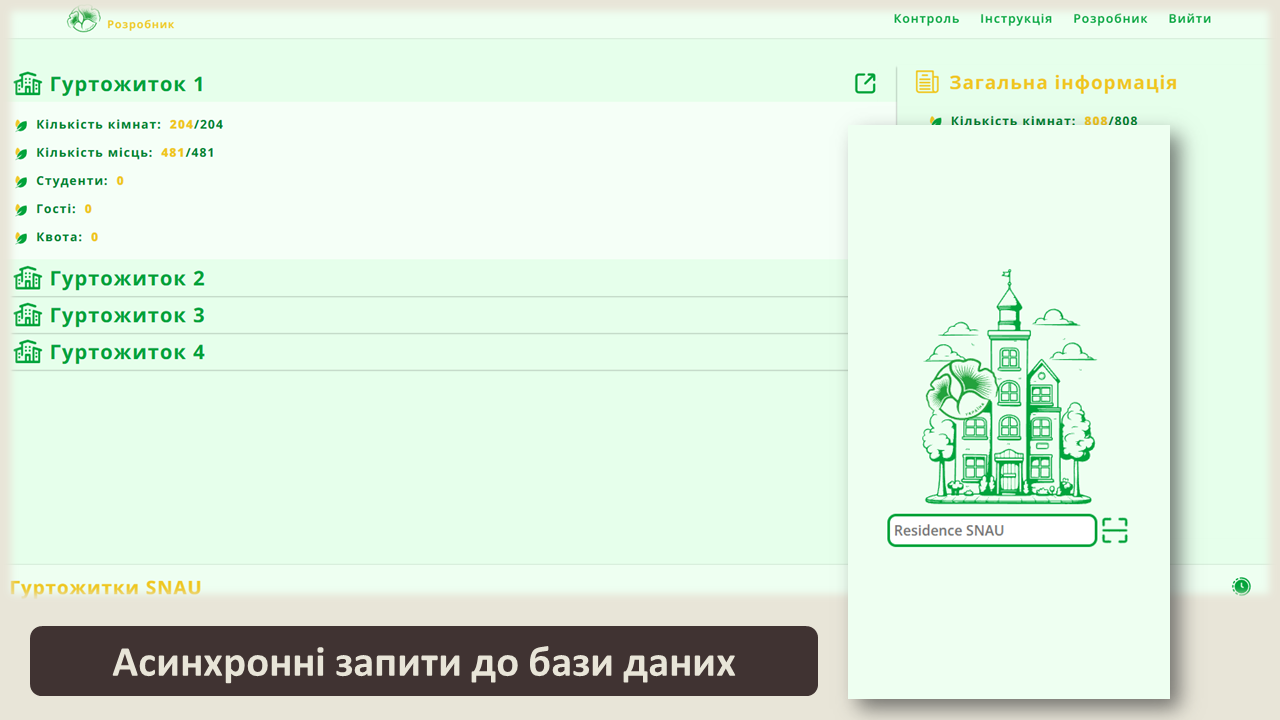 Розробник
Контроль Інструкція Розробник Вийти
Гуртожиток 1
Кількість кімнат: 204/204
Кількість місць: 481/481
Студенти: 0
Гості: 0
Квота: 0
Гуртожиток 2
Гуртожиток 3
Гуртожиток 4
Загальна інформація
Кількість кімнат: 808/808
Residence SNAU
Гуртожитки SNAU
Асинхронні запити до бази даних